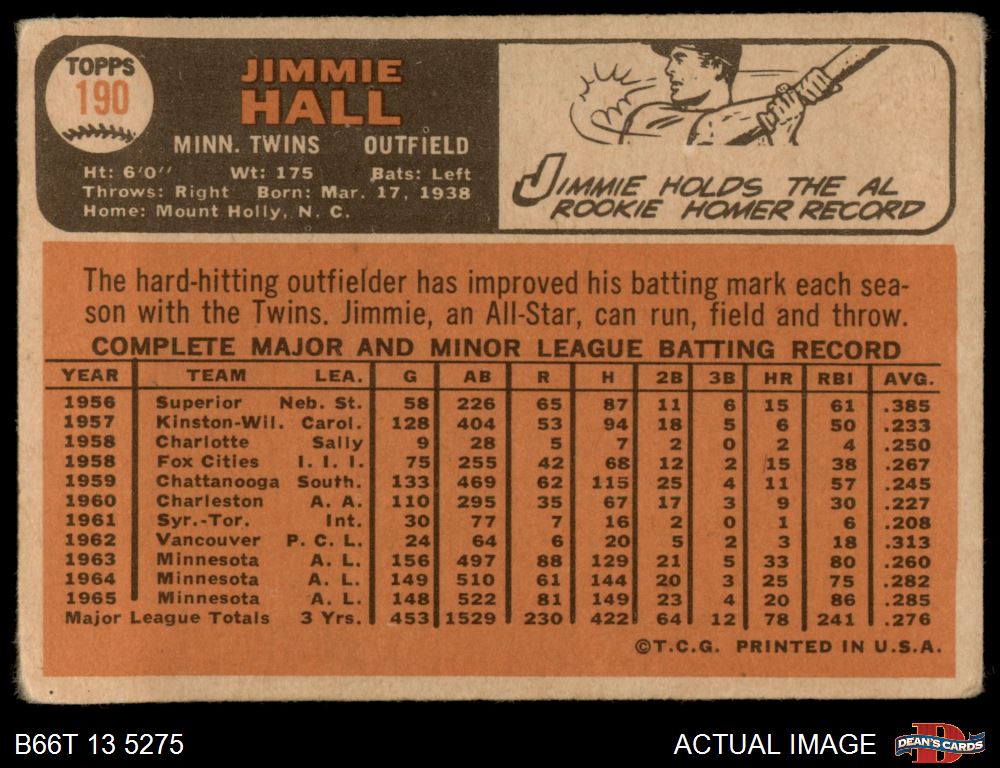 TOPPS
190
JIMMIE
HALL
MINN. TWINS OUTFIELD
Ht: 6'0" Wt: 175 Bats: Left
Throws: Right Born: Mar. 17, 1938
Home: Mount Holly, N. C.
JIMMIE HOLDS THE AL
ROOKIE HOMER RECORD
The hard-hitting outfielder has improved his batting mark each sea-
son with the Twins. Jimmie, an All-Star, can run, field and throw.
COMPLETE MAJOR AND MINOR LEAGUE BATTING RECORD
YEAR TEAM LEA. G AB R H 2B 3B HR RBI AVG.
1956 Superior Neb. St. 58 226 65 87 11 6 15 61 .385
1957 Kinston-Wil. Carol. 128 404 53 94 18 5 6 50 .233
1958 Charlotte Sally 9 28 5 7 2 0 2 4 .250
1958 Fox Cities I. I. I. 75 255 42 68 12 2 15 38 .267
1959 Chattanooga South. 133 469 62 115 25 4 11 57 .245
1960 Charleston A. A. 110 295 35 67 17 3 9 30 .227
1961 Syr.-Tor. Int. 30 77 7 16 2 0 1 6 .208
1962 Vancouver P. C. L. 24 64 6 20 5 2 3 18 .313
1963 Minnesota A. L. 156 497 88 129 21 5 33 80 .260
1964 Minnesota A. L. 149 510 61 144 20 3 25 75 .282
1965 Minnesota A. L. 148 522 81 149 23 4 20 86 .285
Major League Totals 3 Yrs. 453 1529 230 422 64 12 78 241 .276
©T.C.G. PRINTED IN U.S.A.
B66T 13 5275
ACTUAL IMAGE
D
DEAN'S CARDS